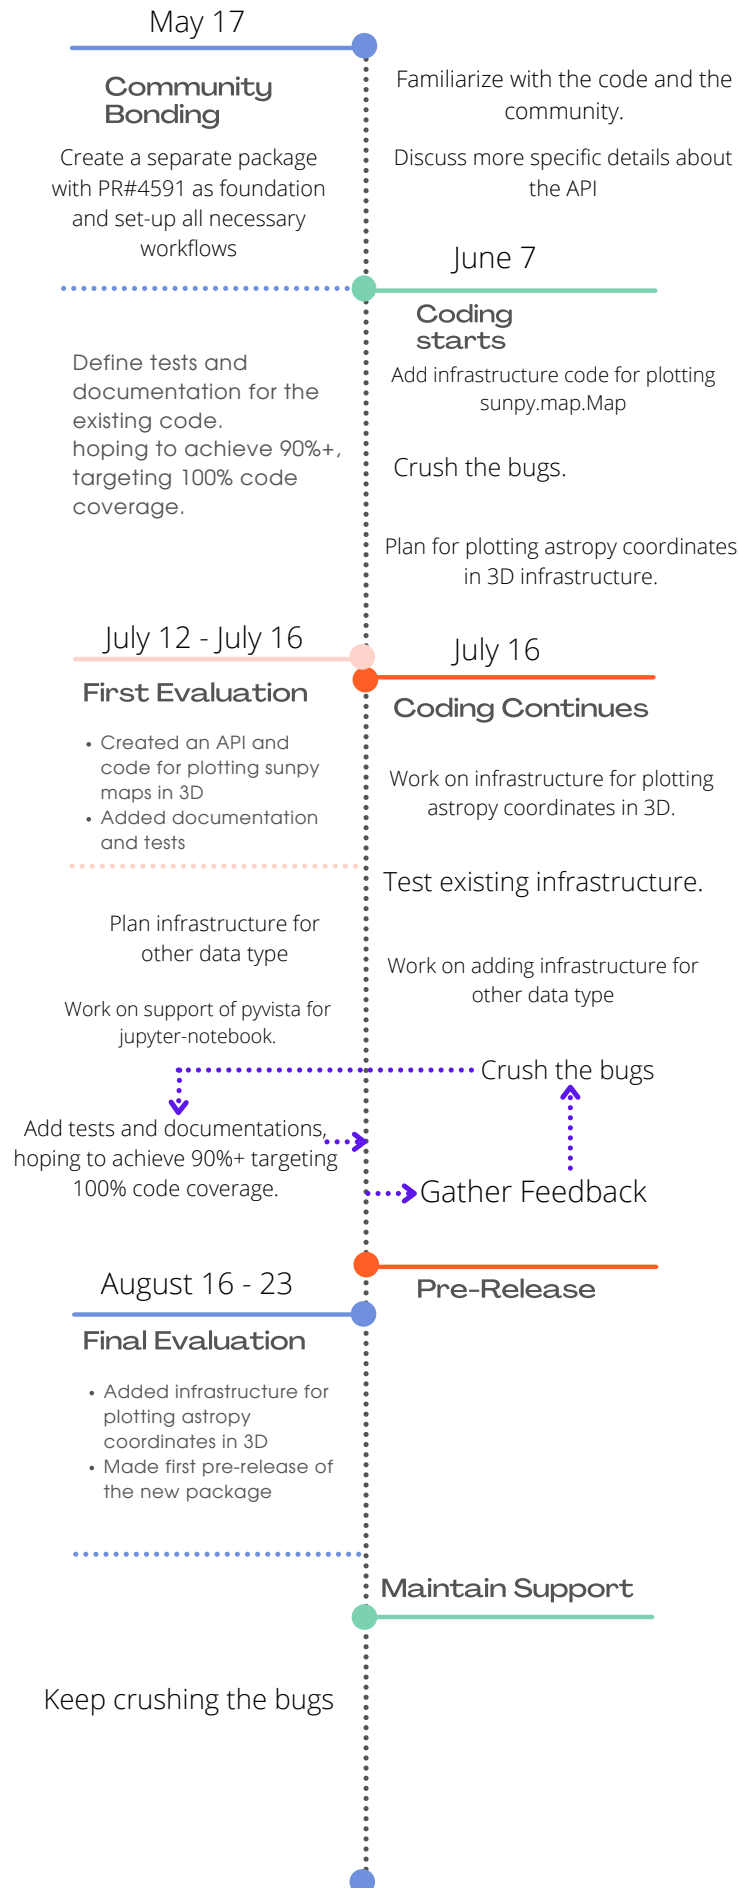 May 17
Community
Bonding
Familiarize with the code and the
community.
Create a separate package
with PR#4591 as foundation
and set-up all necessary
workflows
Discuss more specific details about
the API
June 7
Coding
starts
Define tests and
documentation for the
existing code.
hoping to achieve 90%+,
targeting 100% code
coverage.
Add infrastructure code for plotting
sunpy.map.Map
Crush the bugs.
Plan for plotting astropy coordinates
in 3D infrastructure.
July 12 - July 16
First Evaluation
• Created an API and
code for plotting sunpy
maps in 3D
• Added documentation
and tests
July 16
Coding Continues
Work on infrastructure for plotting
astropy coordinates in 3D.
Test existing infrastructure.
Plan infrastructure for
other data type
Work on adding infrastructure for
other data type
Work on support of pyvista for
jupyter-notebook.
Crush the bugs
Add tests and documentations,
hoping to achieve 90%+ targeting
100% code coverage.
Gather Feedback
Pre-Release
August 16 - 23
Final Evaluation
• Added infrastructure for
plotting astropy
coordinates in 3D
• Made first pre-release of
the new package
Maintain Support
Keep crushing the bugs